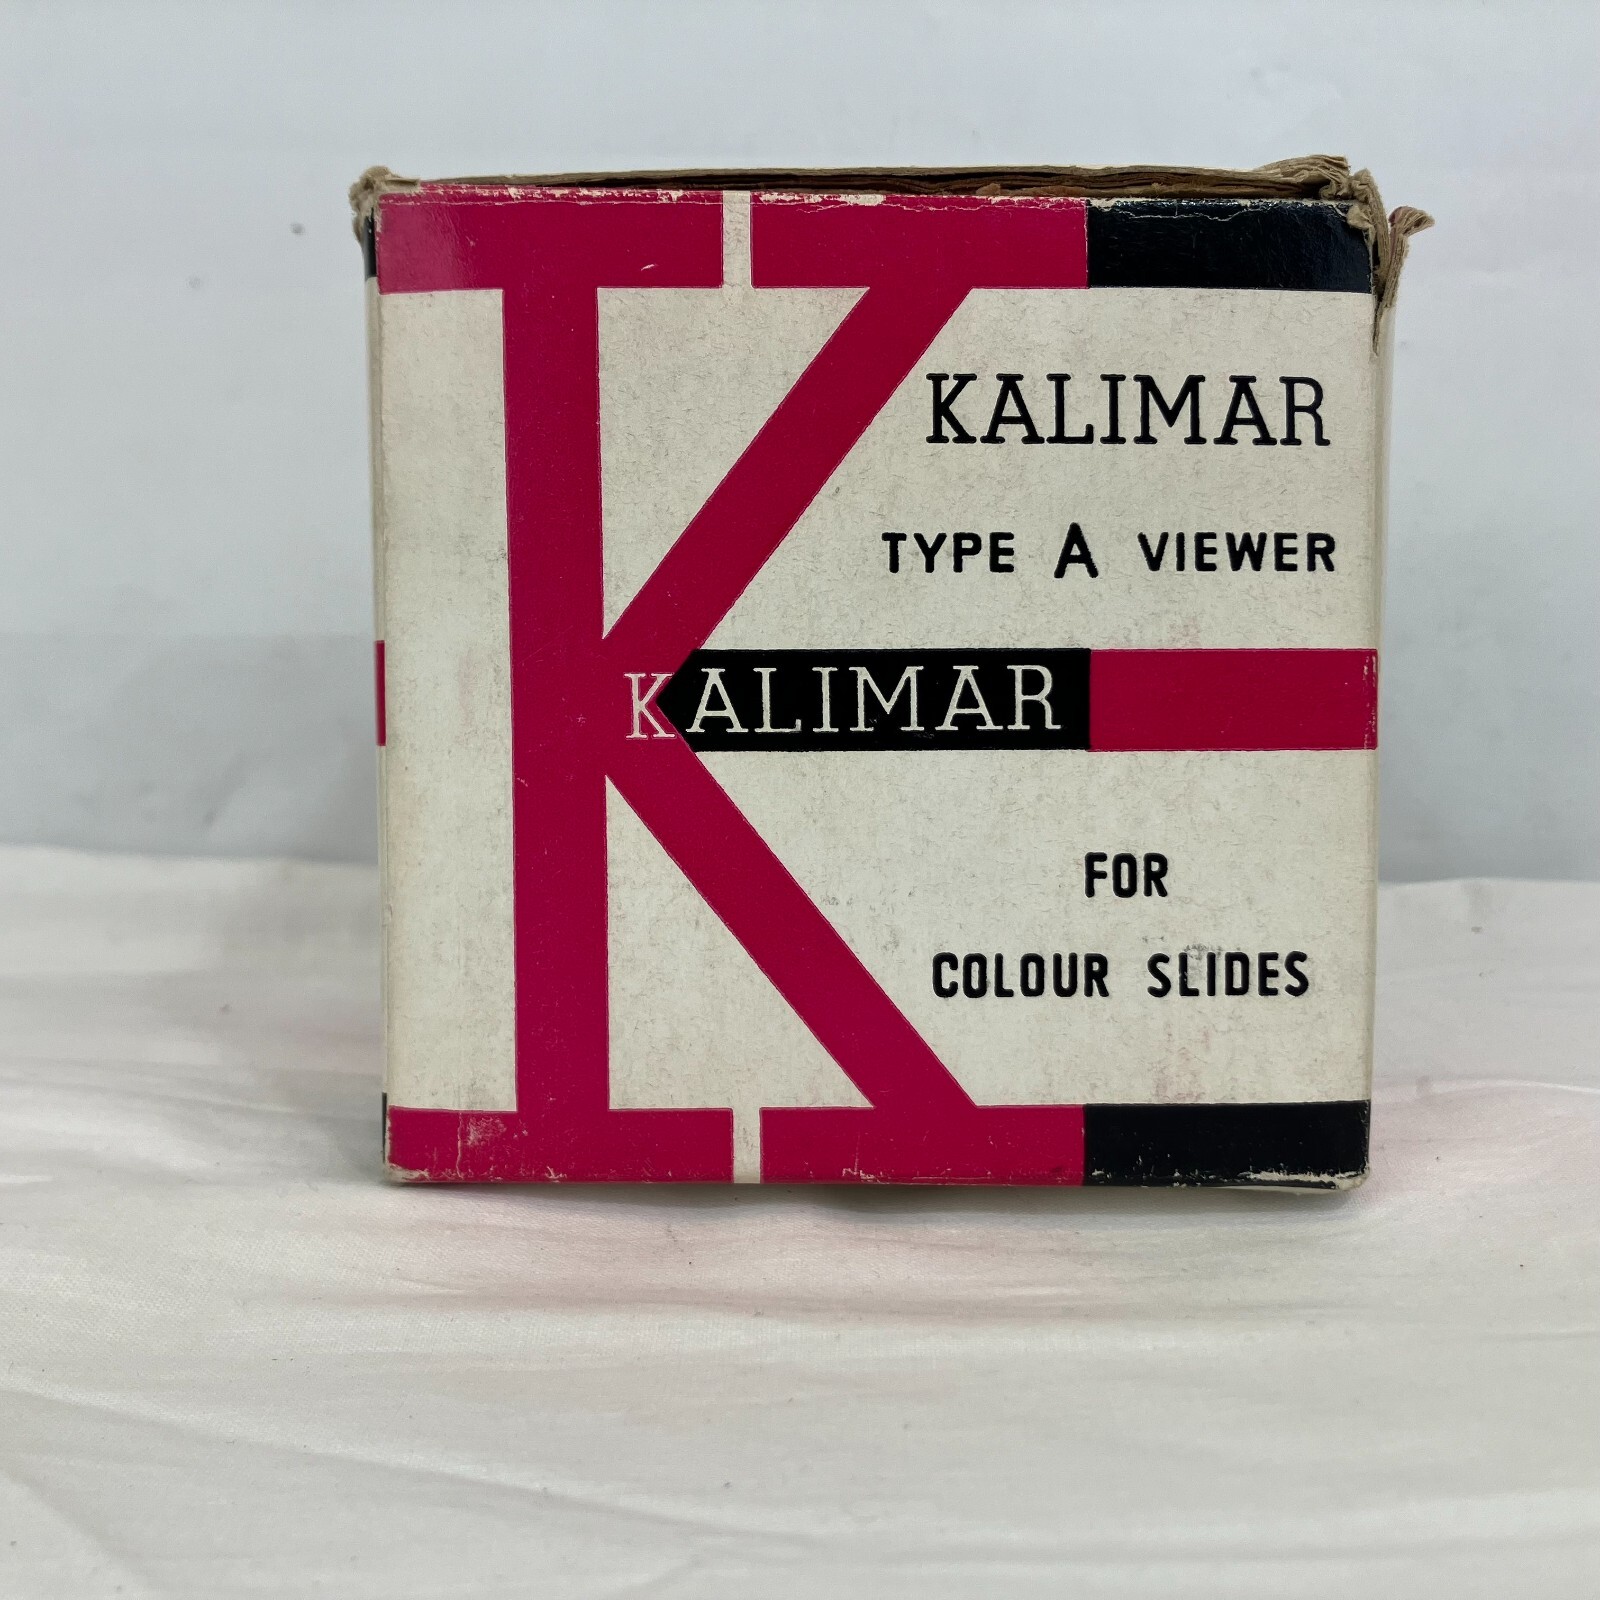 KALIMAR
TYPE A VIEWER
KALIMAR
FOR
COLOUR SLIDES